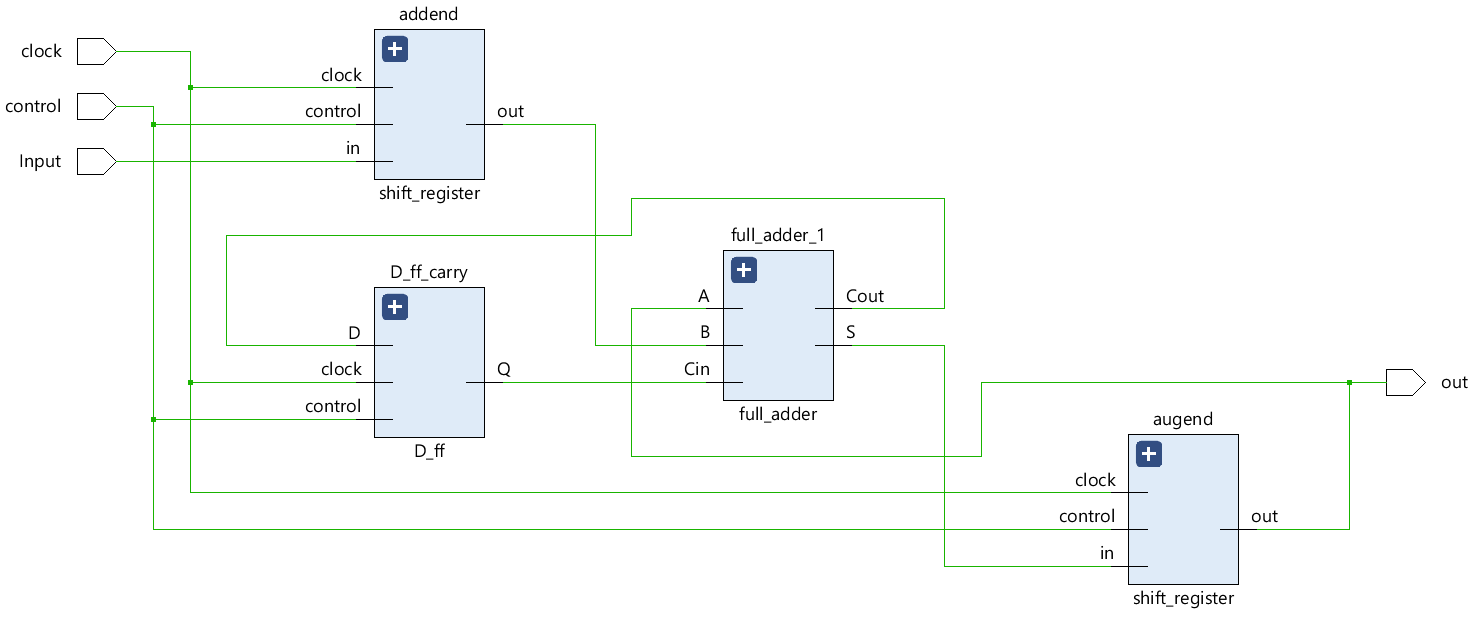 addend
clock
clock
control
control
out
Input
in
shift_register
full_adder_1
D_ff_carry
A
Cout
D
B
S
clock
Q
Cin
out
control
full_adder
augend
D_ff
clock
control
out
in
shift_register